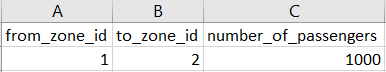 A B C
from_zone_id to_zone_id number_of_passengers
1 2 1000